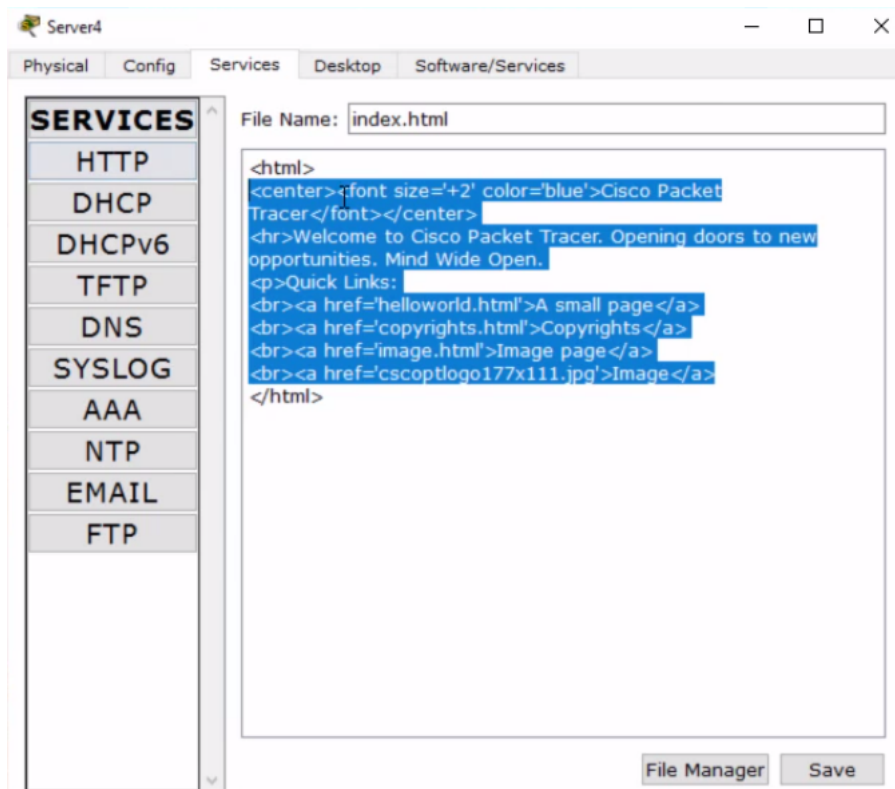 Server4
Physical Config Services Desktop Software/Services
SERVICES
HTTP
DHCP
DHCPv6
TFTP
DNS
SYSLOG
AAA
NTP
EMAIL
FTP
File Name: index.html
<html>
<center><font size='+2' color='blue'>Cisco Packet
Tracer</font></center>
<hr>Welcome to Cisco Packet Tracer. Opening doors to new
opportunities. Mind Wide Open.
<p>Quick Links:
<br><a href='helloworld.html'>A small page</a>
<br><a href='copyrights.html'>Copyrights</a>
<br><a href='image.html'>Image page</a>
<br><a href='cscoptlogo177x111.jpg'>Image</a>
</html>
File Manager Save